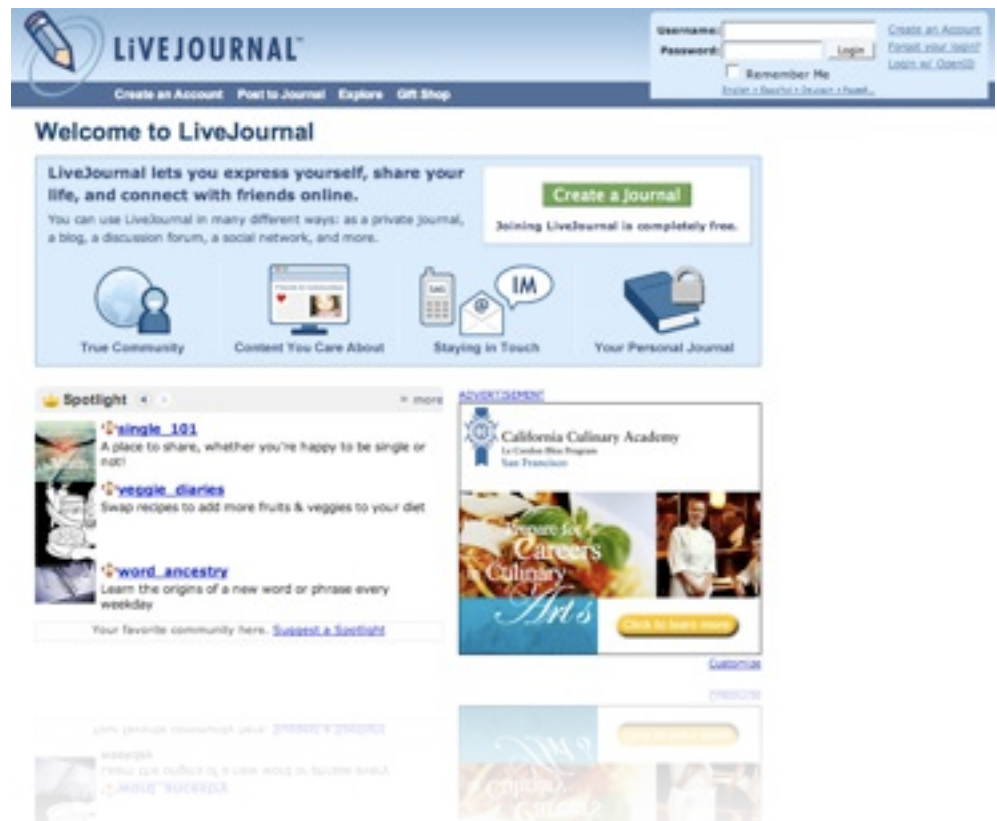 LiVEJOURNAL™
Username:
Create an Account
Password:
Login
Forgot your login?
Login w/ OpenID
Remember Me
Create an Account Post to Journal Explore Gift Shop
Welcome to LiveJournal
LiveJournal lets you express yourself, share your
life, and connect with friends online.
You can use LiveJournal in many different ways: as a private journal,
a blog, a discussion forum, a social network, and more.
Create a Journal
Joining LiveJournal is completely free.
IM
@
True Community
Content You Care About
Staying in Touch
Your Personal Journal
Spotlight
» more
single_101
A place to share, whether you're happy to be single or
not!
veggie_diaries
Swap recipes to add more fruits & veggies to your diet
word_ancestry
Learn the origins of a new word or phrase every
weekday
Your favorite community here. Suggest a Spotlight
ADVERTISEMENT
California Culinary Academy
Le Cordon Bleu Program
San Francisco
Prepare for
Careers
in Culinary
Arts
Click to learn more
Customize